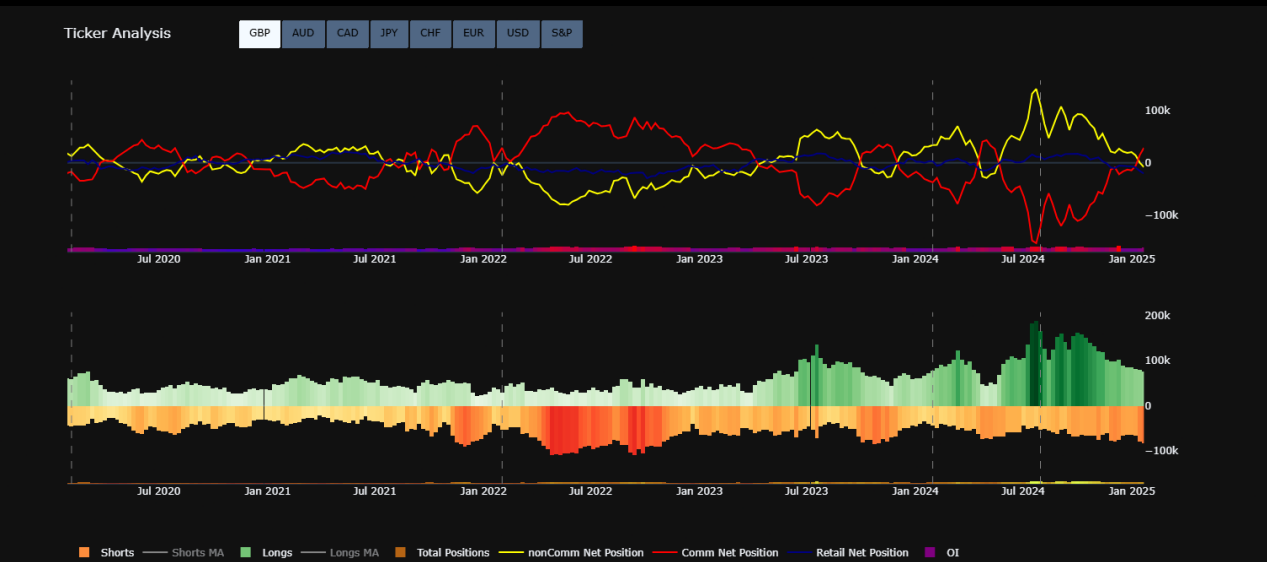 Ticker Analysis GBP AUD CAD JPY CHF EUR USD S&P
100k
0
−100k
Jul 2020 Jan 2021 Jul 2021 Jan 2022 Jul 2022 Jan 2023 Jul 2023 Jan 2024 Jul 2024 Jan 2025
200k
100k
0
−100k
Jul 2020 Jan 2021 Jul 2021 Jan 2022 Jul 2022 Jan 2023 Jul 2023 Jan 2024 Jul 2024 Jan 2025
Shorts Shorts MA Longs Longs MA Total Positions nonComm Net Position Comm Net Position Retail Net Position OI